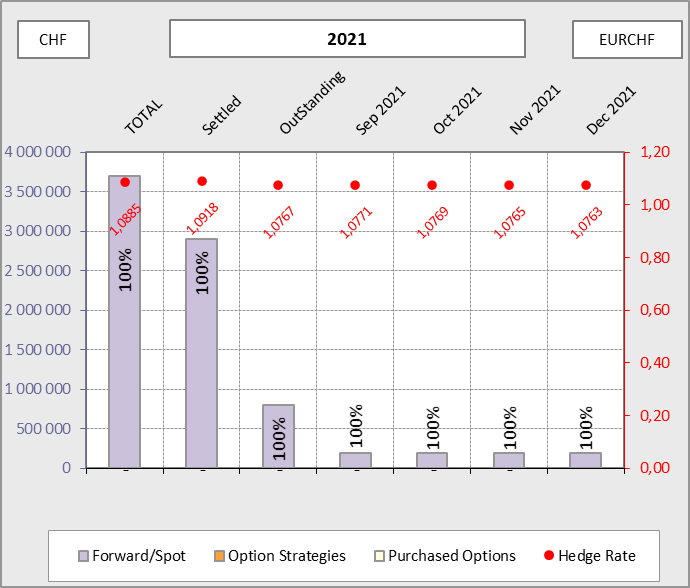 CHF
2021
EURCHF
TOTAL
Settled
OutStanding
Sep 2021
Oct 2021
Nov 2021
Dec 2021
4 000 000
3 500 000
3 000 000
2 500 000
2 000 000
1 500 000
1 000 000
500 000
0
1,20
1,00
0,80
0,60
0,40
0,20
0,00
1,0885
1,0918
1,0767
1,0771
1,0769
1,0765
1,0763
100%
100%
100%
100%
100%
100%
100%
-
-
-
-
-
-
-
Forward/Spot
Option Strategies
Purchased Options
Hedge Rate